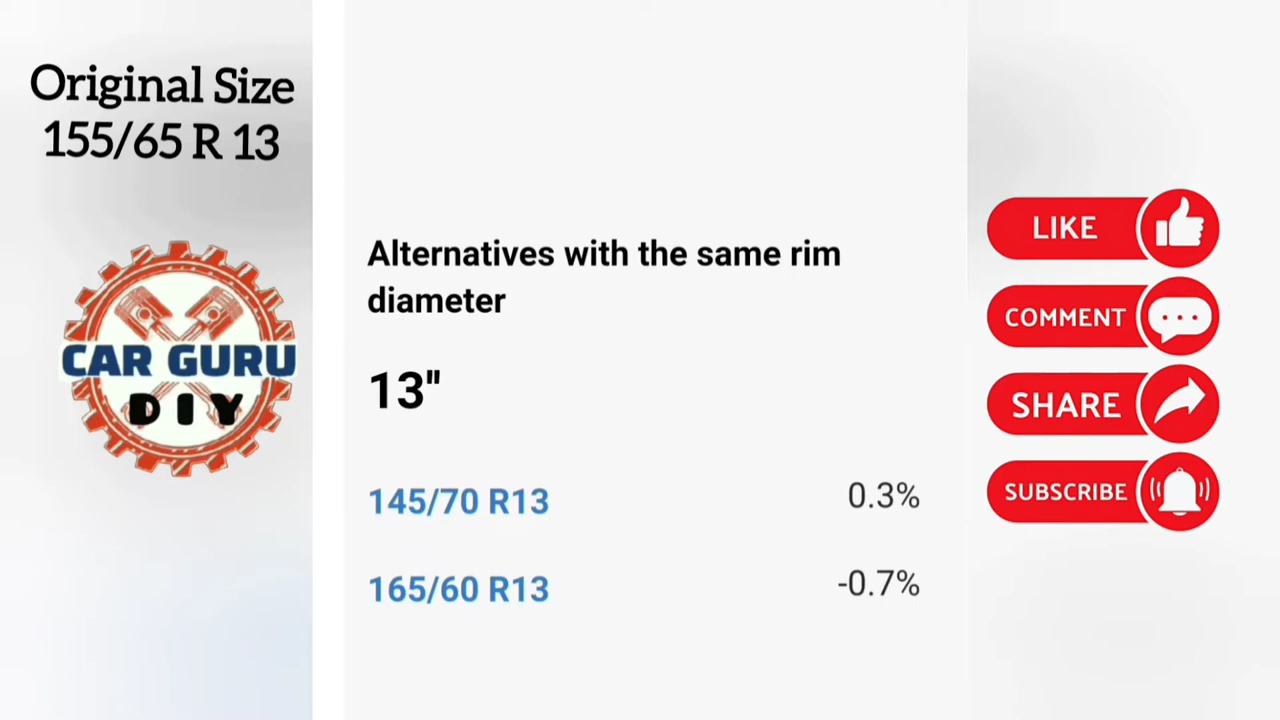 Original Size
155/65 R 13
CAR GURU
DIY
Alternatives with the same rim
diameter
13"
145/70 R13 0.3%
165/60 R13 -0.7%
LIKE
COMMENT
SHARE
SUBSCRIBE